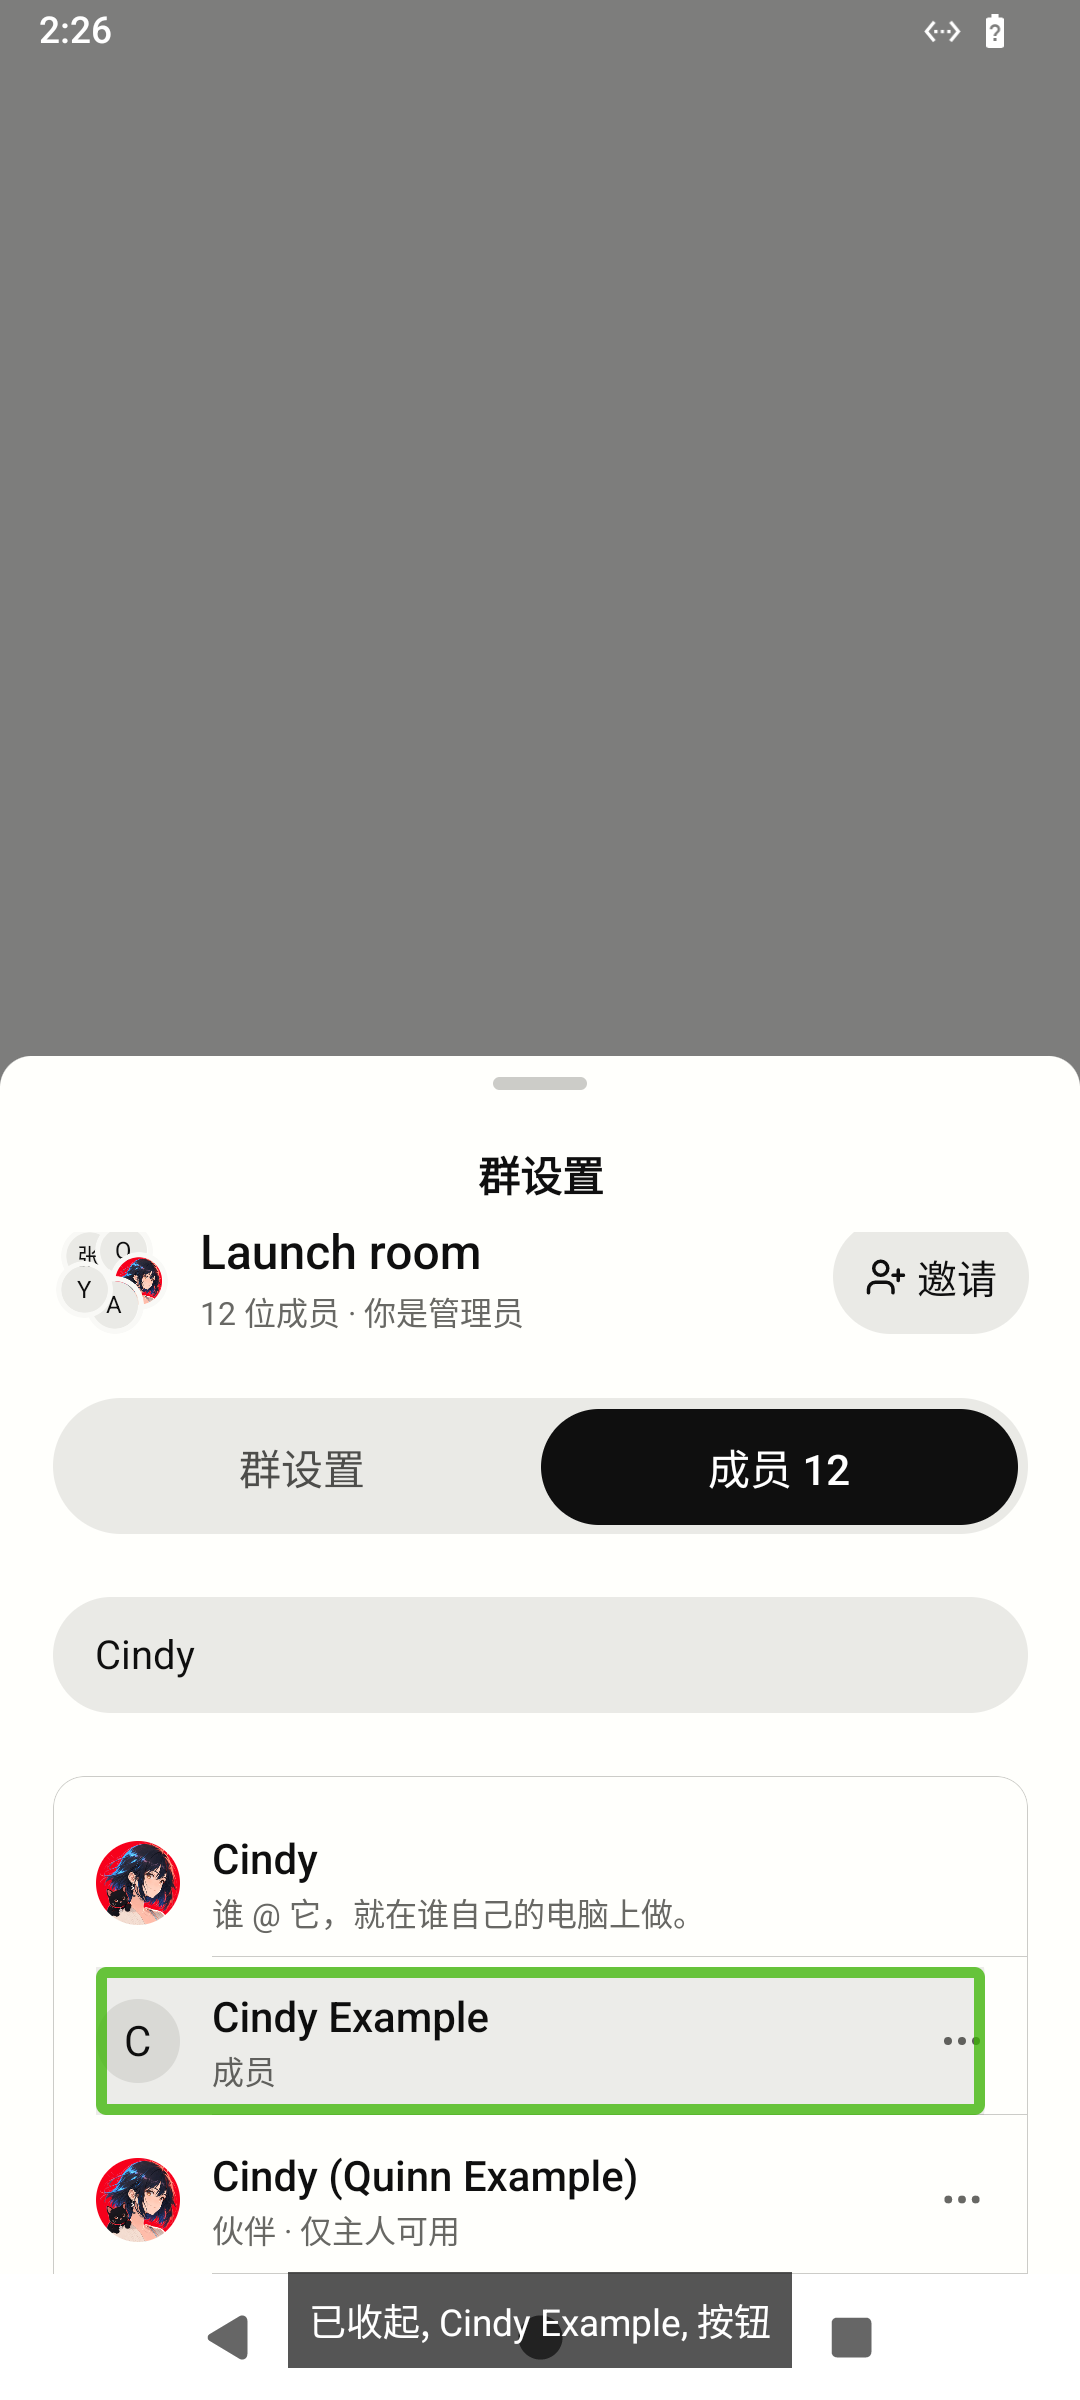 2:26
群设置
张
Q
Y
A
Launch room
12 位成员 · 你是管理员
邀请
群设置
成员 12
Cindy
Cindy
谁 @ 它，就在谁自己的电脑上做。
C
Cindy Example
成员
Cindy (Quinn Example)
伙伴 · 仅主人可用
已收起, Cindy Example, 按钮